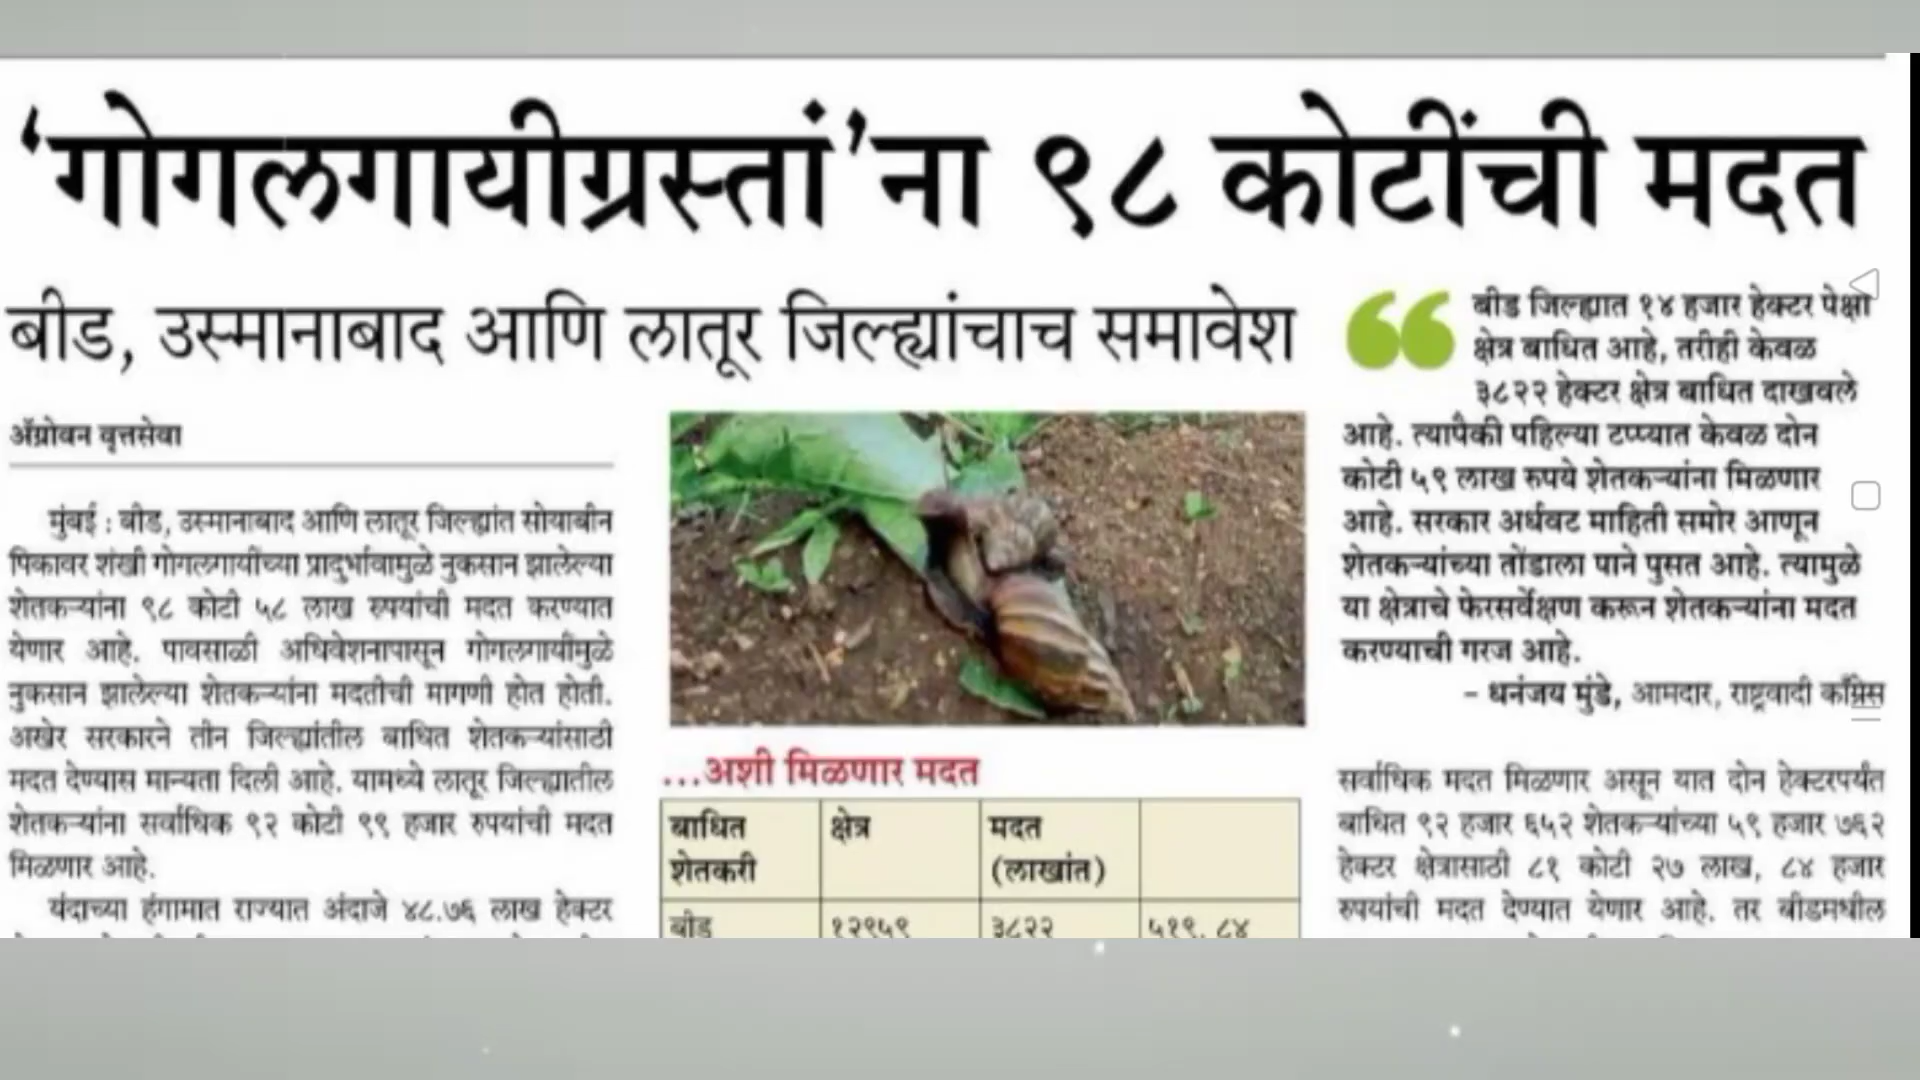 ‘गोगलगायीग्रस्तां’ना ९८ कोटींची मदत
बीड, उस्मानाबाद आणि लातूर जिल्ह्यांचाच समावेश
ॲग्रोवन वृत्तसेवा
मुंबई : बीड, उस्मानाबाद आणि लातूर जिल्ह्यांत सोयाबीन
पिकावर शंखी गोगलगायींच्या प्रादुर्भावामुळे नुकसान झालेल्या
शेतकऱ्यांना ९८ कोटी ५८ लाख रुपयांची मदत करण्यात
येणार आहे. पावसाळी अधिवेशनापासून गोगलगायींमुळे
नुकसान झालेल्या शेतकऱ्यांना मदतीची मागणी होत होती.
अखेर सरकारने तीन जिल्ह्यांतील बाधित शेतकऱ्यांसाठी
मदत देण्यास मान्यता दिली आहे. यामध्ये लातूर जिल्ह्यातील
शेतकऱ्यांना सर्वाधिक ९२ कोटी ९९ हजार रुपयांची मदत
मिळणार आहे.
यंदाच्या हंगामात राज्यात अंदाजे ४८.७६ लाख हेक्टर
...अशी मिळणार मदत
बाधित शेतकरी क्षेत्र मदत (लाखांत)
बीड १२९५९ ३८२२ ५१९.८४
बीड जिल्ह्यात १४ हजार हेक्टर पेक्षा
क्षेत्र बाधित आहे, तरीही केवळ
३८२२ हेक्टर क्षेत्र बाधित दाखवले
आहे. त्यापैकी पहिल्या टप्प्यात केवळ दोन
कोटी ५९ लाख रुपये शेतकऱ्यांना मिळणार
आहे. सरकार अर्धवट माहिती समोर आणून
शेतकऱ्यांच्या तोंडाला पाने पुसत आहे. त्यामुळे
या क्षेत्राचे फेरसर्वेक्षण करून शेतकऱ्यांना मदत
करण्याची गरज आहे.
- धनंजय मुंडे, आमदार, राष्ट्रवादी काँग्रेस
सर्वाधिक मदत मिळणार असून यात दोन हेक्टरपर्यंत
बाधित ९२ हजार ६५२ शेतकऱ्यांच्या ५९ हजार ७६२
हेक्टर क्षेत्रासाठी ८१ कोटी २७ लाख, ८४ हजार
रुपयांची मदत देण्यात येणार आहे. तर बीडमधील